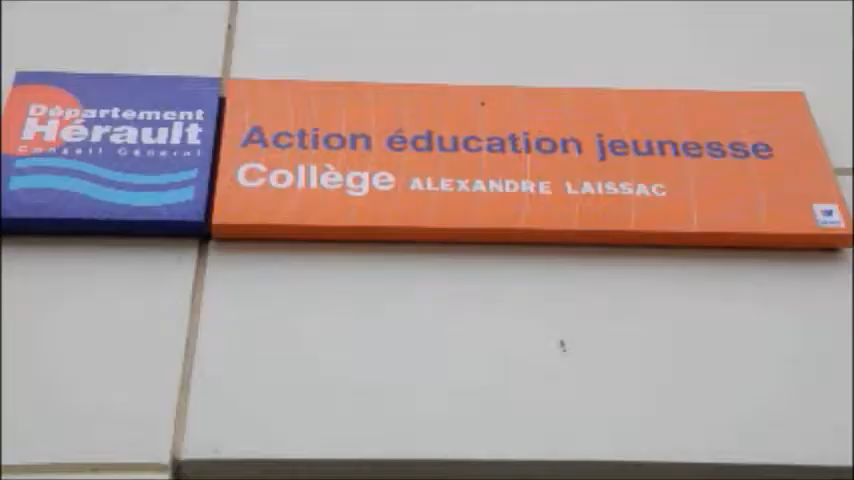 Département
Hérault
Conseil Général
Action éducation jeunesse
Collège ALEXANDRE LAISSAC